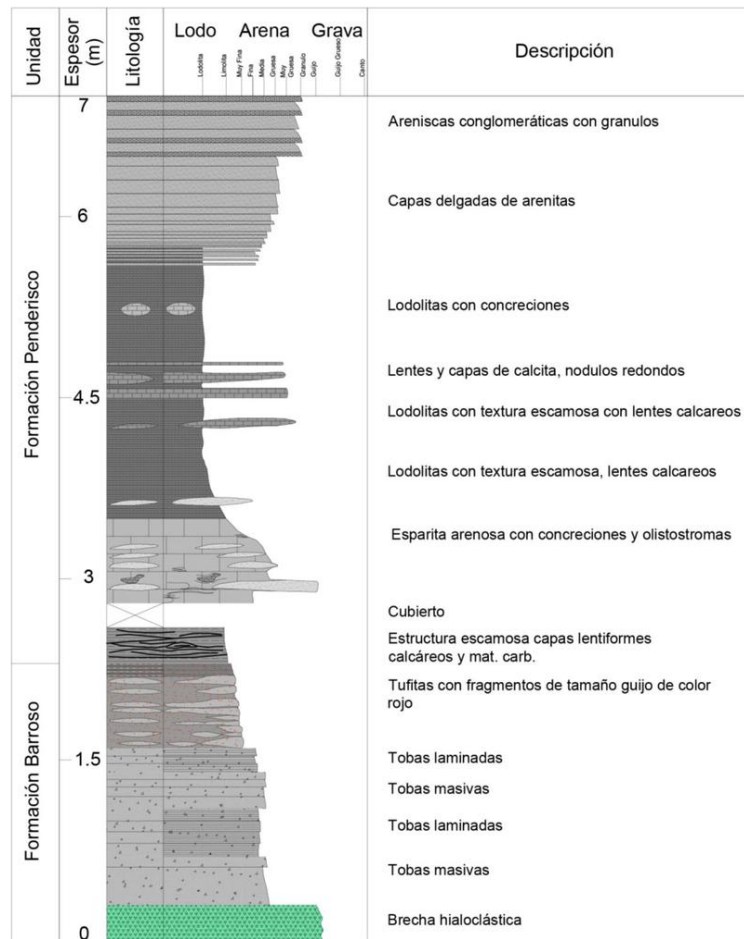 Unidad
Espesor
(m)
Litología
Lodo Arena Grava
Lodolita
Limolita
Muy Fina
Fina
Media
Gruesa
Muy
Gruesa
Granulo
Guijo
Guijo Grueso
Canto
Descripción
Formación Penderisco
Formación Barroso
7
Areniscas conglomeráticas con granulos
Capas delgadas de arenitas
6
Lodolitas con concreciones
Lentes y capas de calcita, nodulos redondos
4.5
Lodolitas con textura escamosa con lentes calcareos
Lodolitas con textura escamosa, lentes calcareos
Esparita arenosa con concreciones y olistostromas
3
Cubierto
Estructura escamosa capas lentiformes
calcáreos y mat. carb.
Tufitas con fragmentos de tamaño guijo de color
rojo
1.5
Tobas laminadas
Tobas masivas
Tobas laminadas
Tobas masivas
Brecha hialoclástica
0